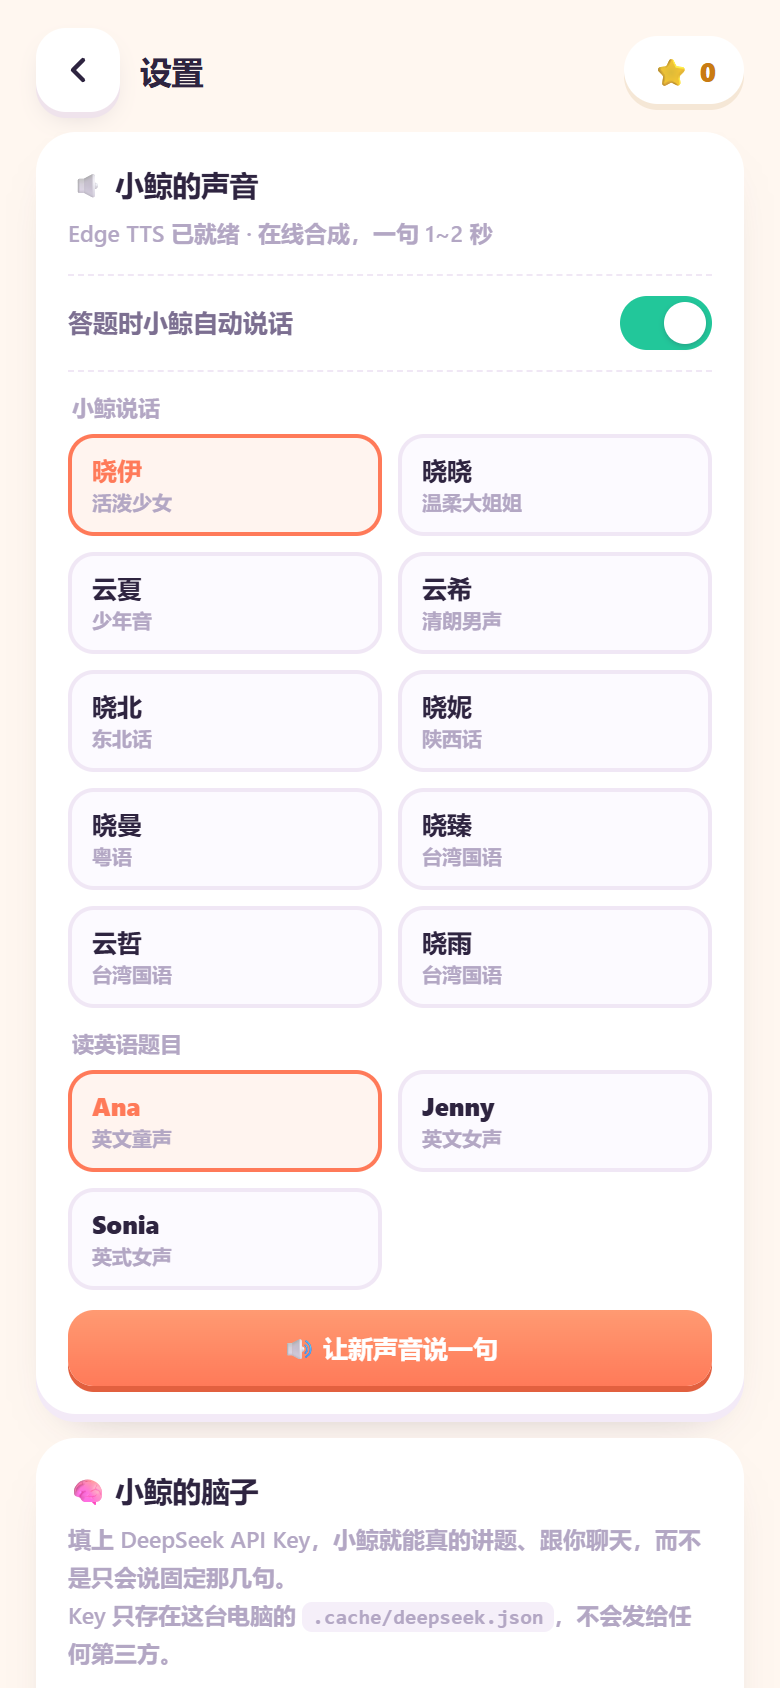 设置
0
小鲸的声音
Edge TTS 已就绪 · 在线合成，一句 1~2 秒
答题时小鲸自动说话
小鲸说话
晓伊
活泼少女
晓晓
温柔大姐姐
云夏
少年音
云希
清朗男声
晓北
东北话
晓妮
陕西话
晓曼
粤语
晓臻
台湾国语
云哲
台湾国语
晓雨
台湾国语
读英语题目
Ana
英文童声
Jenny
英文女声
Sonia
英式女声
让新声音说一句
小鲸的脑子
填上 DeepSeek API Key，小鲸就能真的讲题、跟你聊天，而不
是只会说固定那几句。
Key 只存在这台电脑的 .cache/deepseek.json，不会发给任
何第三方。